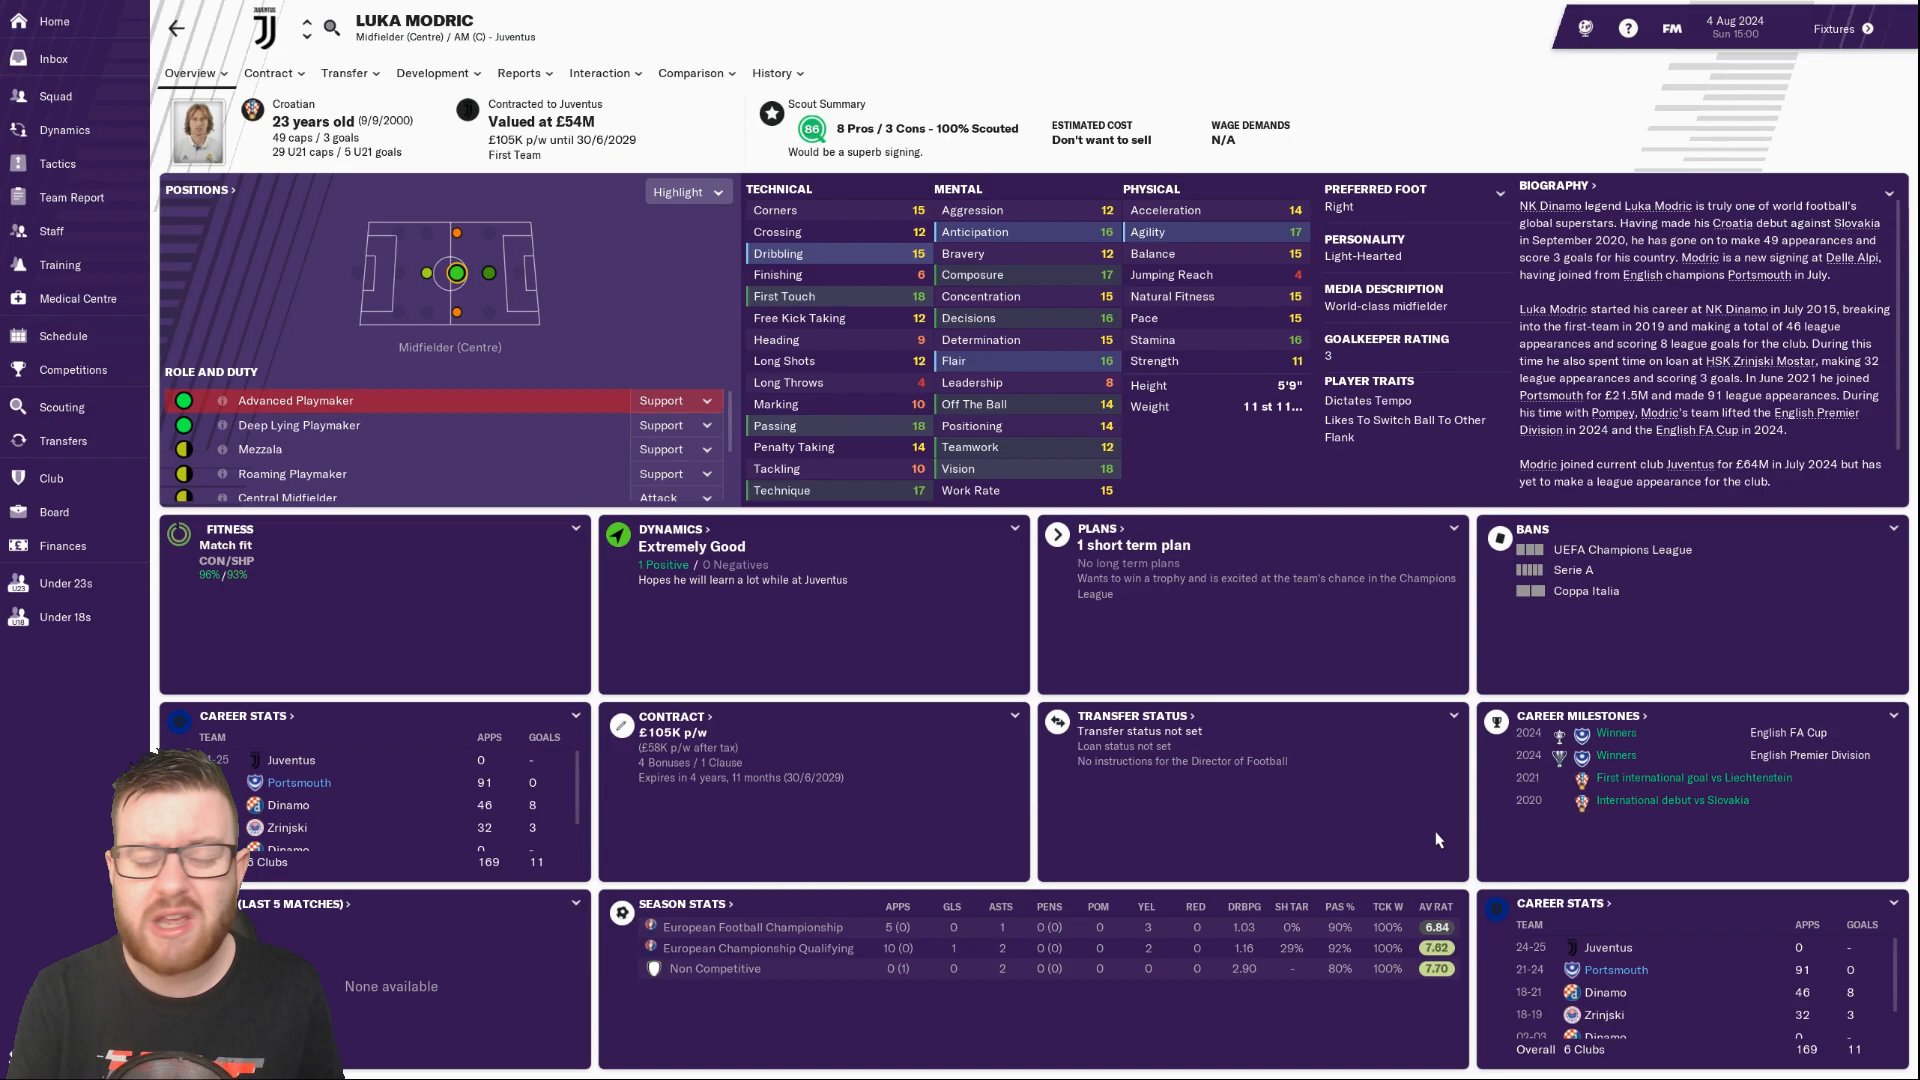 Home
Inbox
Squad
Dynamics
Tactics
Team Report
Staff
Training
Medical Centre
Schedule
Competitions
Scouting
Transfers
Club
Board
Finances
U23 Under 23s
U18 Under 18s
LUKA MODRIC
Midfielder (Centre) / AM (C) - Juventus
? FM 4 Aug 2024
Sun 15:00
Fixtures
Overview Contract Transfer Development Reports Interaction Comparison History
Croatian
23 years old (9/9/2000)
49 caps / 3 goals
29 U21 caps / 5 U21 goals
Contracted to Juventus
Valued at £54M
£105K p/w until 30/6/2029
First Team
Scout Summary
86 8 Pros / 3 Cons - 100% Scouted
Would be a superb signing.
ESTIMATED COST
Don't want to sell
WAGE DEMANDS
N/A
POSITIONS >
Highlight
Midfielder (Centre)
ROLE AND DUTY
Advanced Playmaker Support
Deep Lying Playmaker Support
Mezzala Support
Roaming Playmaker Support
Central Midfielder Attack
TECHNICAL
Corners 15
Crossing 12
Dribbling 15
Finishing 6
First Touch 18
Free Kick Taking 12
Heading 9
Long Shots 12
Long Throws 4
Marking 10
Passing 18
Penalty Taking 14
Tackling 10
Technique 17
MENTAL
Aggression 12
Anticipation 16
Bravery 12
Composure 17
Concentration 15
Decisions 16
Determination 15
Flair 16
Leadership 8
Off The Ball 14
Positioning 14
Teamwork 12
Vision 18
Work Rate 15
PHYSICAL
Acceleration 14
Agility 17
Balance 15
Jumping Reach 4
Natural Fitness 15
Pace 15
Stamina 16
Strength 11
Height 5'9"
Weight 11 st 11...
PREFERRED FOOT
Right
PERSONALITY
Light-Hearted
MEDIA DESCRIPTION
World-class midfielder
GOALKEEPER RATING
3
PLAYER TRAITS
Dictates Tempo
Likes To Switch Ball To Other
Flank
BIOGRAPHY >
NK Dinamo legend Luka Modric is truly one of world football's
global superstars. Having made his Croatia debut against Slovakia
in September 2020, he has gone on to make 49 appearances and
score 3 goals for his country. Modric is a new signing at Delle Alpi,
having joined from English champions Portsmouth in July.
Luka Modric started his career at NK Dinamo in July 2015, breaking
into the first-team in 2019 and making a total of 46 league
appearances and scoring 8 league goals for the club. During this
time he also spent time on loan at HSK Zrinjski Mostar, making 32
league appearances and scoring 3 goals. In June 2021 he joined
Portsmouth for £21.5M and made 91 league appearances. During
his time with Pompey, Modric's team lifted the English Premier
Division in 2024 and the English FA Cup in 2024.
Modric joined current club Juventus for £64M in July 2024 but has
yet to make a league appearance for the club.
FITNESS
Match fit
CON/SHP
96% / 93%
DYNAMICS >
Extremely Good
1 Positive / 0 Negatives
Hopes he will learn a lot while at Juventus
PLANS >
1 short term plan
No long term plans
Wants to win a trophy and is excited at the team's chance in the Champions
League
BANS
UEFA Champions League
Serie A
Coppa Italia
CAREER STATS >
TEAM APPS GOALS
-25 Juventus 0 -
Portsmouth 91 0
Dinamo 46 8
Zrinjski 32 3
Dinamo 0 -
6 Clubs 169 11
CONTRACT >
£105K p/w
(£58K p/w after tax)
4 Bonuses / 1 Clause
Expires in 4 years, 11 months (30/6/2029)
TRANSFER STATUS >
Transfer status not set
Loan status not set
No instructions for the Director of Football
CAREER MILESTONES >
2024 Winners English FA Cup
2024 Winners English Premier Division
2021 First international goal vs Liechtenstein
2020 International debut vs Slovakia
(LAST 5 MATCHES) >
None available
SEASON STATS > APPS GLS ASTS PENS POM YEL RED DRBPG SH TAR PAS % TCK W AV RAT
European Football Championship 5 (0) 0 1 0 (0) 0 3 0 1.03 0% 90% 100% 6.84
European Championship Qualifying 10 (0) 1 2 0 (0) 0 2 0 1.16 29% 92% 100% 7.62
Non Competitive 0 (1) 0 2 0 (0) 0 0 0 2.90 - 80% 100% 7.70
CAREER STATS >
TEAM APPS GOALS
24-25 Juventus 0 -
21-24 Portsmouth 91 0
18-21 Dinamo 46 8
18-19 Zrinjski 32 3
02-03 Dinamo 0 -
Overall 6 Clubs 169 11